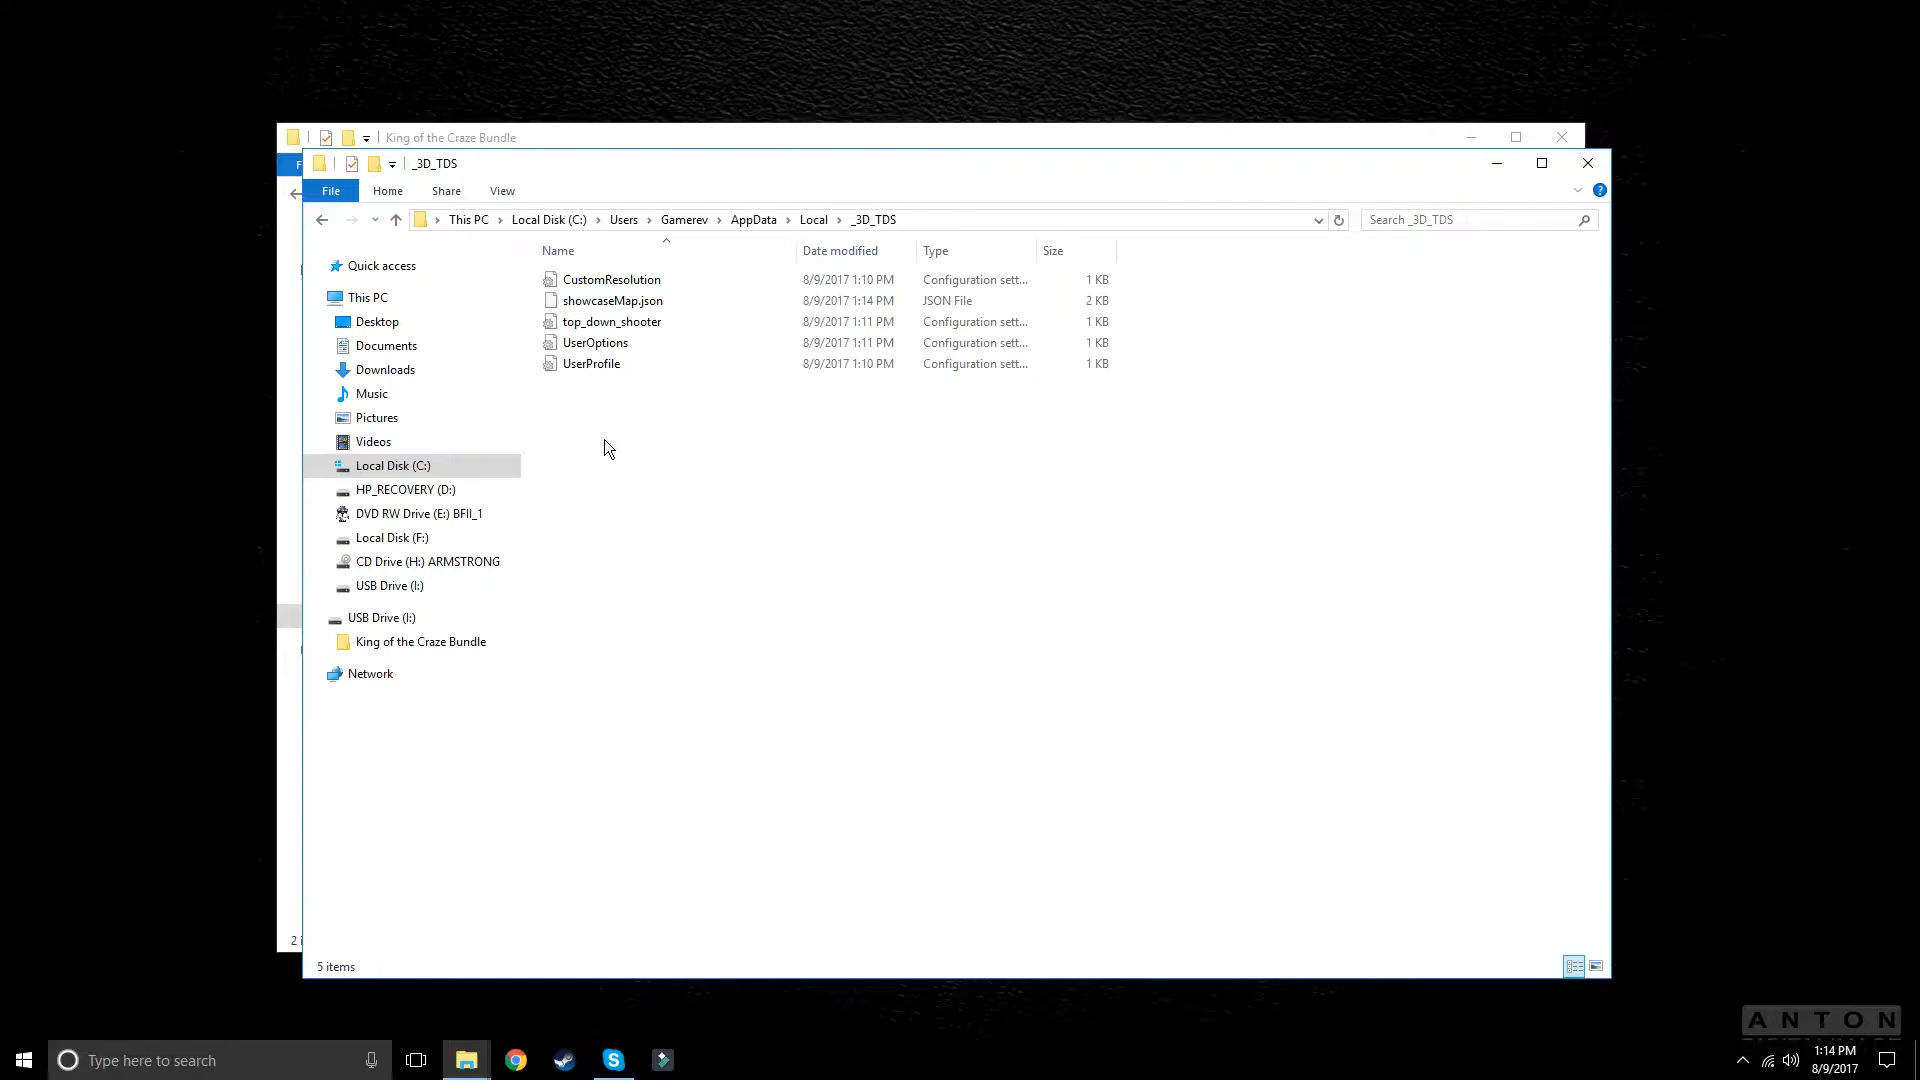 King of the Craze Bundle
_3D_TDS
File Home Share View
This PC Local Disk (C:) Users Gamerev AppData Local _3D_TDS
Search _3D_TDS
Name Date modified Type Size
CustomResolution 8/9/2017 1:10 PM Configuration sett... 1 KB
showcaseMap.json 8/9/2017 1:14 PM JSON File 2 KB
top_down_shooter 8/9/2017 1:11 PM Configuration sett... 1 KB
UserOptions 8/9/2017 1:11 PM Configuration sett... 1 KB
UserProfile 8/9/2017 1:10 PM Configuration sett... 1 KB
Quick access
This PC
Desktop
Documents
Downloads
Music
Pictures
Videos
Local Disk (C:)
HP_RECOVERY (D:)
DVD RW Drive (E:) BFII_1
Local Disk (F:)
CD Drive (H:) ARMSTRONG
USB Drive (I:)
USB Drive (I:)
King of the Craze Bundle
Network
2 i
5 items
ANTON
Type here to search
1:14 PM
8/9/2017